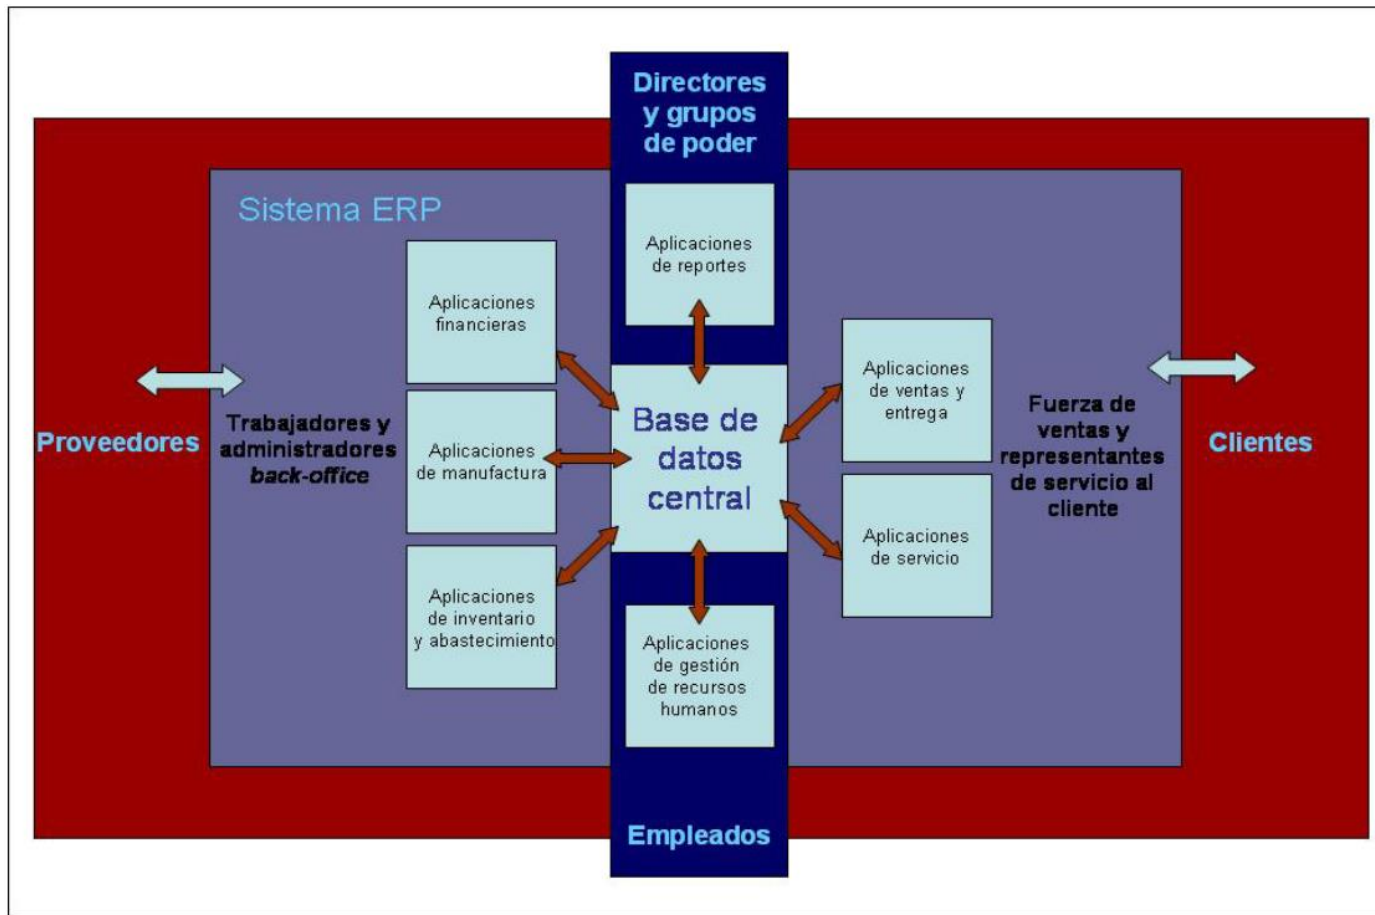 Directores
y grupos
de poder
Sistema ERP
Aplicaciones
de reportes
Aplicaciones
financieras
Aplicaciones
de ventas y
entrega
Proveedores
Trabajadores y
administradores
back-office
Aplicaciones
de manufactura
Base de
datos
central
Fuerza de
ventas y
representantes
de servicio al
cliente
Clientes
Aplicaciones
de servicio
Aplicaciones
de inventario
y abastecimiento
Aplicaciones
de gestión
de recursos
humanos
Empleados